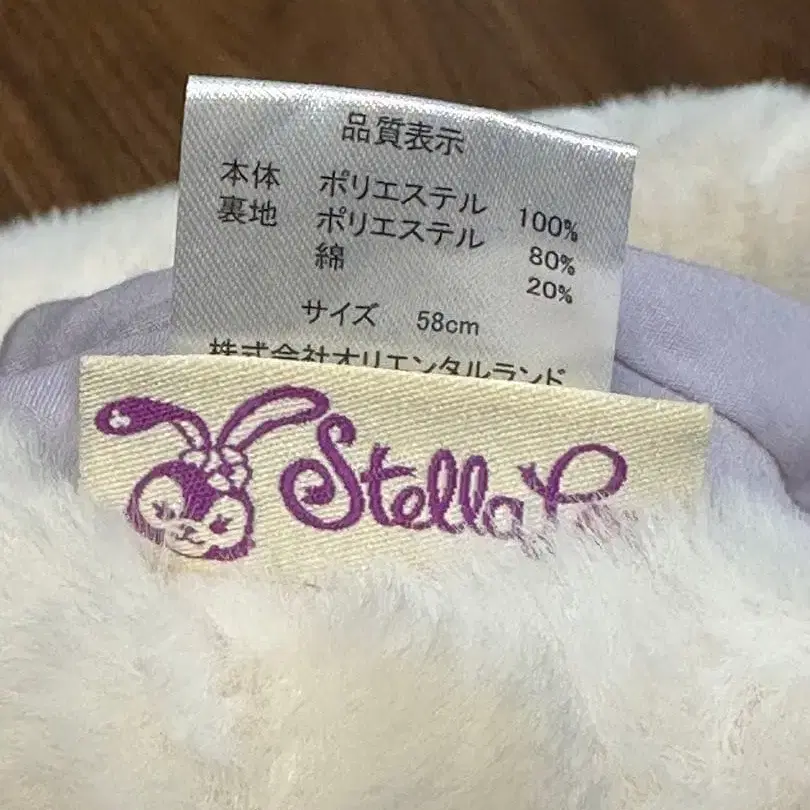 品質表示
本体 ポリエステル 100%
裏地 ポリエステル 80%
綿 20%
サイズ 58cm
株式会社オリエンタルランド
Stella